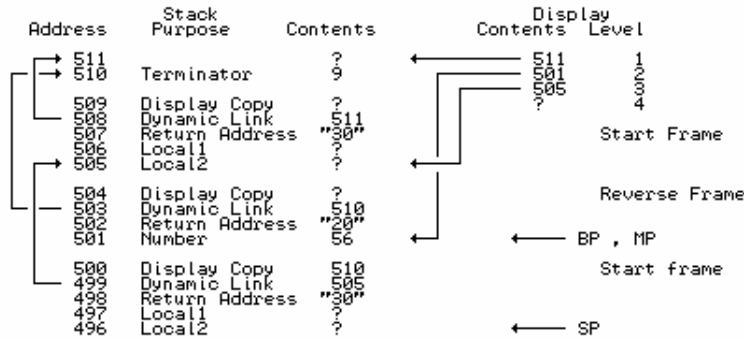 Stack Display
Address Purpose Contents Contents Level
511 ? 511 1
510 Terminator 9 501 2
505 3
509 Display Copy ? ? 4
508 Dynamic Link 511
507 Return Address "30" Start Frame
506 Local1 ?
505 Local2 ?
504 Display Copy ? Reverse Frame
503 Dynamic Link 510
502 Return Address "20"
501 Number 56 BP , MP
500 Display Copy 510 Start frame
499 Dynamic Link 505
498 Return Address "30"
497 Local1 ?
496 Local2 ? SP